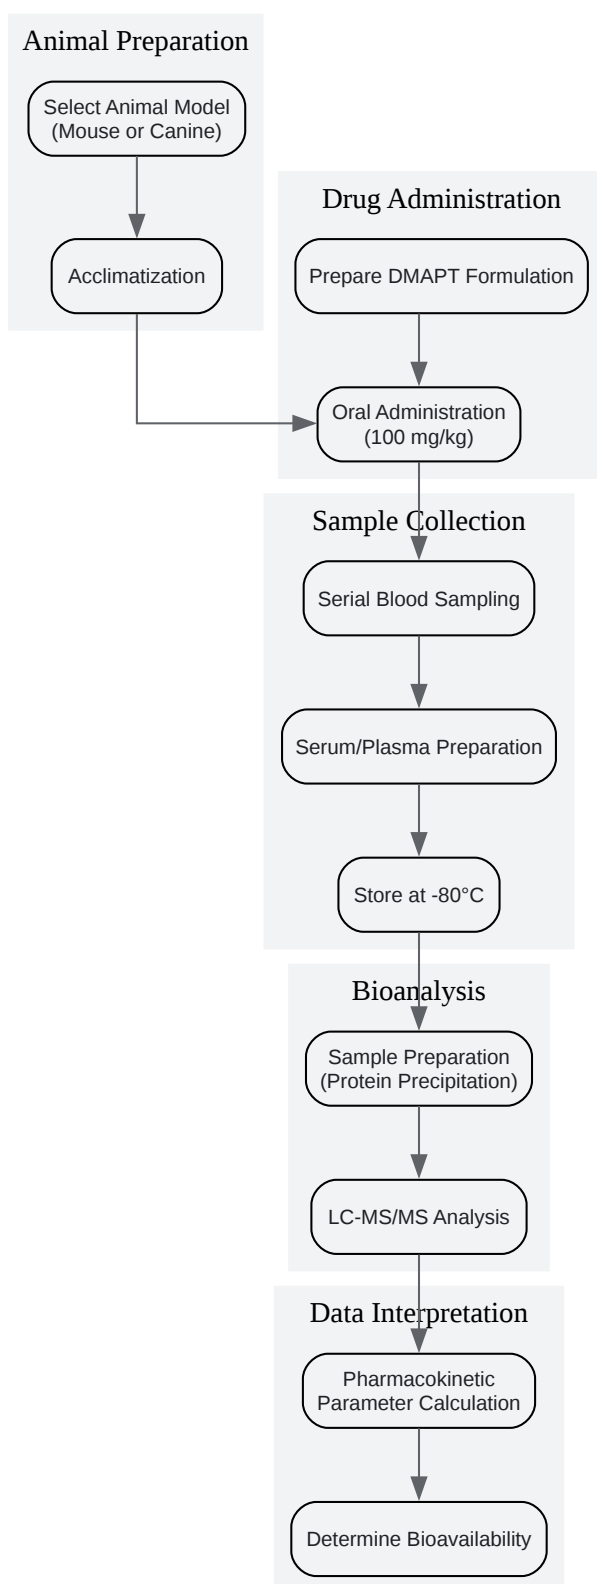 Animal Preparation
Select Animal Model
(Mouse or Canine)
Acclimatization
Drug Administration
Prepare DMAPT Formulation
Oral Administration
(100 mg/kg)
Sample Collection
Serial Blood Sampling
Serum/Plasma Preparation
Store at -80°C
Bioanalysis
Sample Preparation
(Protein Precipitation)
LC-MS/MS Analysis
Data Interpretation
Pharmacokinetic
Parameter Calculation
Determine Bioavailability